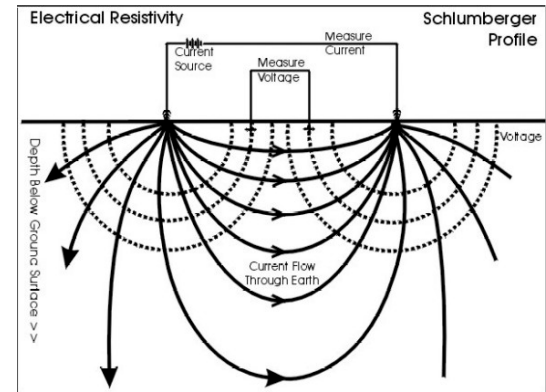 Electrical Resistivity
Schlumberger
Profile
Measure
Current
Current
Source
Measure
Voltage
Voltage
Depth Below Ground Surface > >
Current Flow
Through Earth